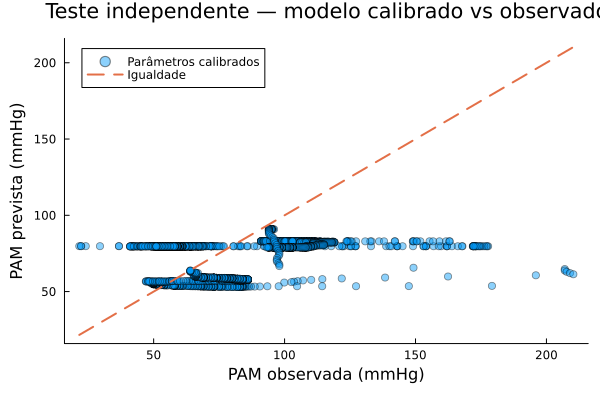 Teste independente — modelo calibrado vs observado
200
150
100
50
Parâmetros calibrados
Igualdade
PAM prevista (mmHg)
50
100
150
200
PAM observada (mmHg)